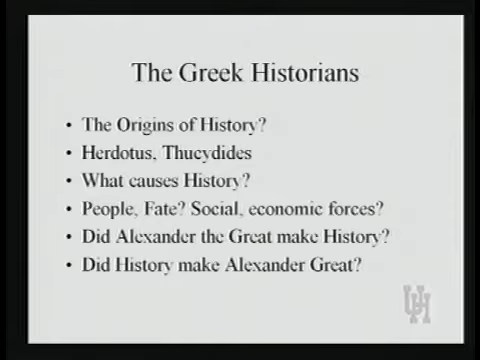 The Greek Historians
• The Origins of History?
• Herdotus, Thucydides
• What causes History?
• People, Fate? Social, economic forces?
• Did Alexander the Great make History?
• Did History make Alexander Great?
UH